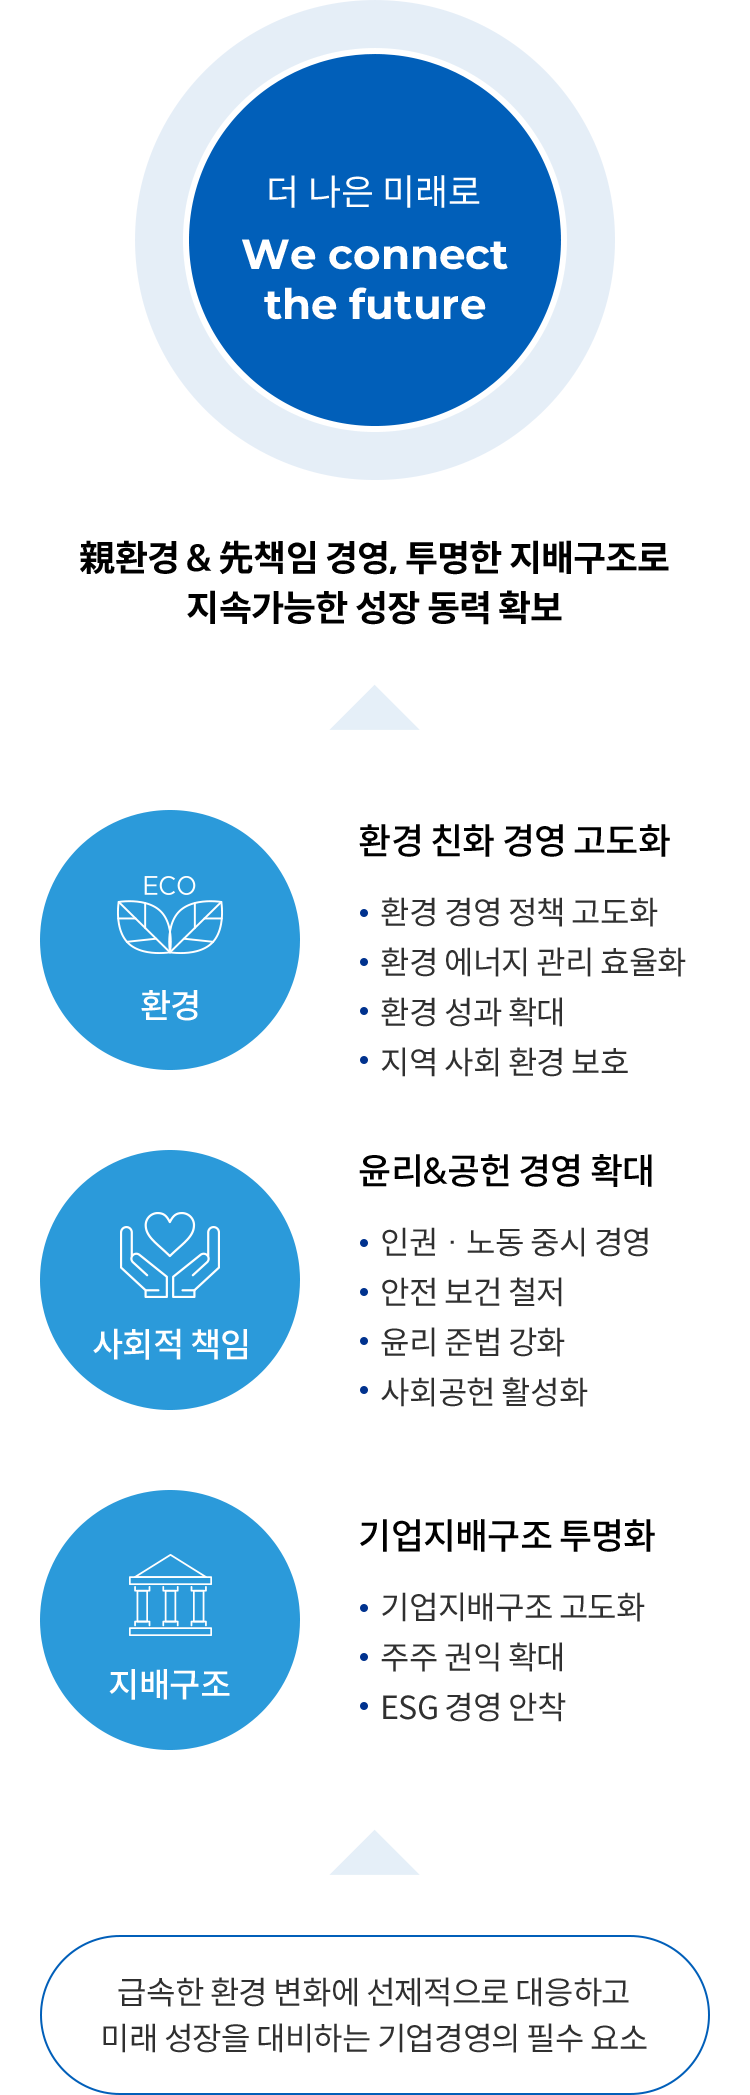 더 나은 미래로
We connect
the future
親환경 & 先책임 경영, 투명한 지배구조로
지속가능한 성장 동력 확보
ECO
환경
환경 친화 경영 고도화
• 환경 경영 정책 고도화
• 환경 에너지 관리 효율화
• 환경 성과 확대
• 지역 사회 환경 보호
사회적 책임
윤리&공헌 경영 확대
• 인권 · 노동 중시 경영
• 안전 보건 철저
• 윤리 준법 강화
• 사회공헌 활성화
지배구조
기업지배구조 투명화
• 기업지배구조 고도화
• 주주 권익 확대
• ESG 경영 안착
급속한 환경 변화에 선제적으로 대응하고
미래 성장을 대비하는 기업경영의 필수 요소